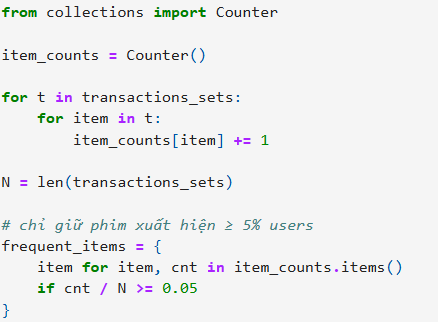 from collections import Counter
item_counts = Counter()
for t in transactions_sets:
    for item in t:
        item_counts[item] += 1
N = len(transactions_sets)
# chỉ giữ phim xuất hiện ≥ 5% users
frequent_items = {
    item for item, cnt in item_counts.items()
    if cnt / N >= 0.05
}